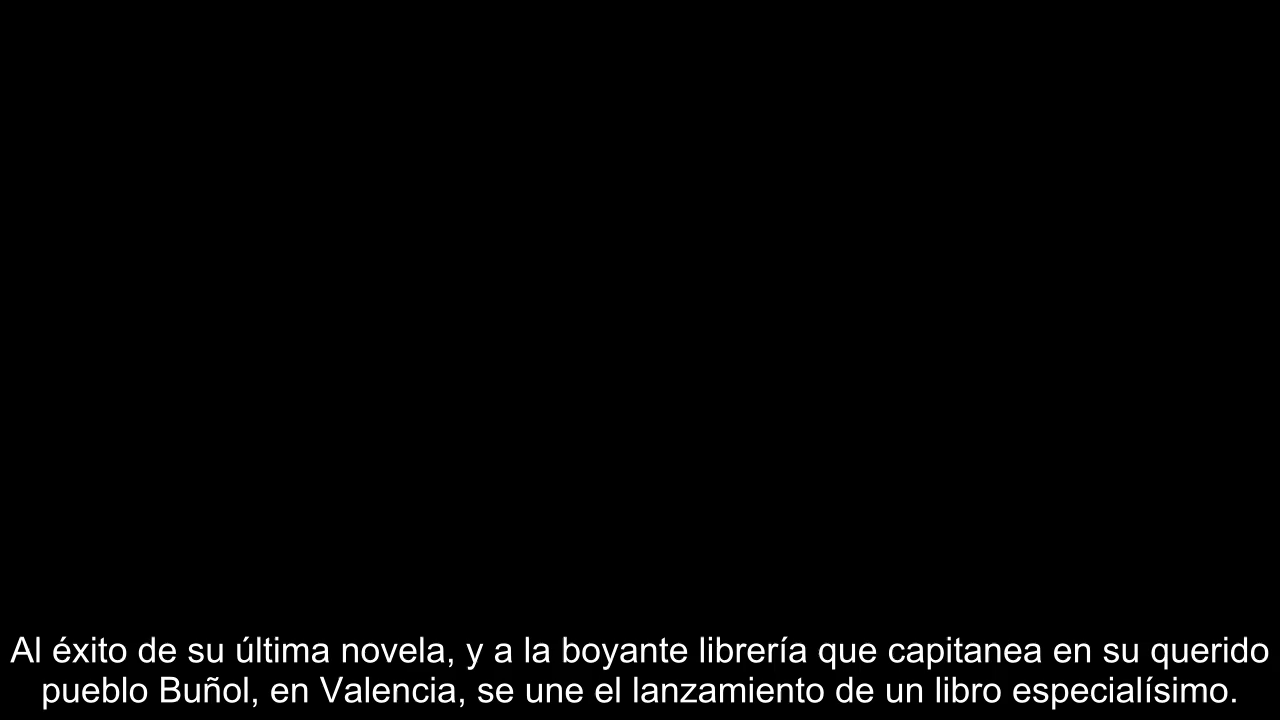 Al éxito de su última novela, y a la boyante librería que capitanea en su querido
pueblo Buñol, en Valencia, se une el lanzamiento de un libro especialísimo.